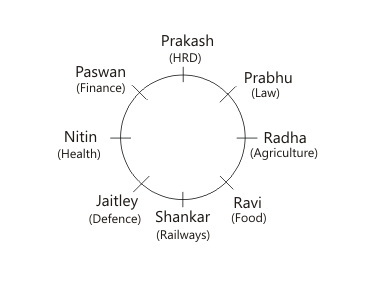 Prakash
(HRD)
Paswan
(Finance)
Prabhu
(Law)
Nitin
(Health)
Radha
(Agriculture)
Jaitley
(Defence)
Shankar
(Railways)
Ravi
(Food)